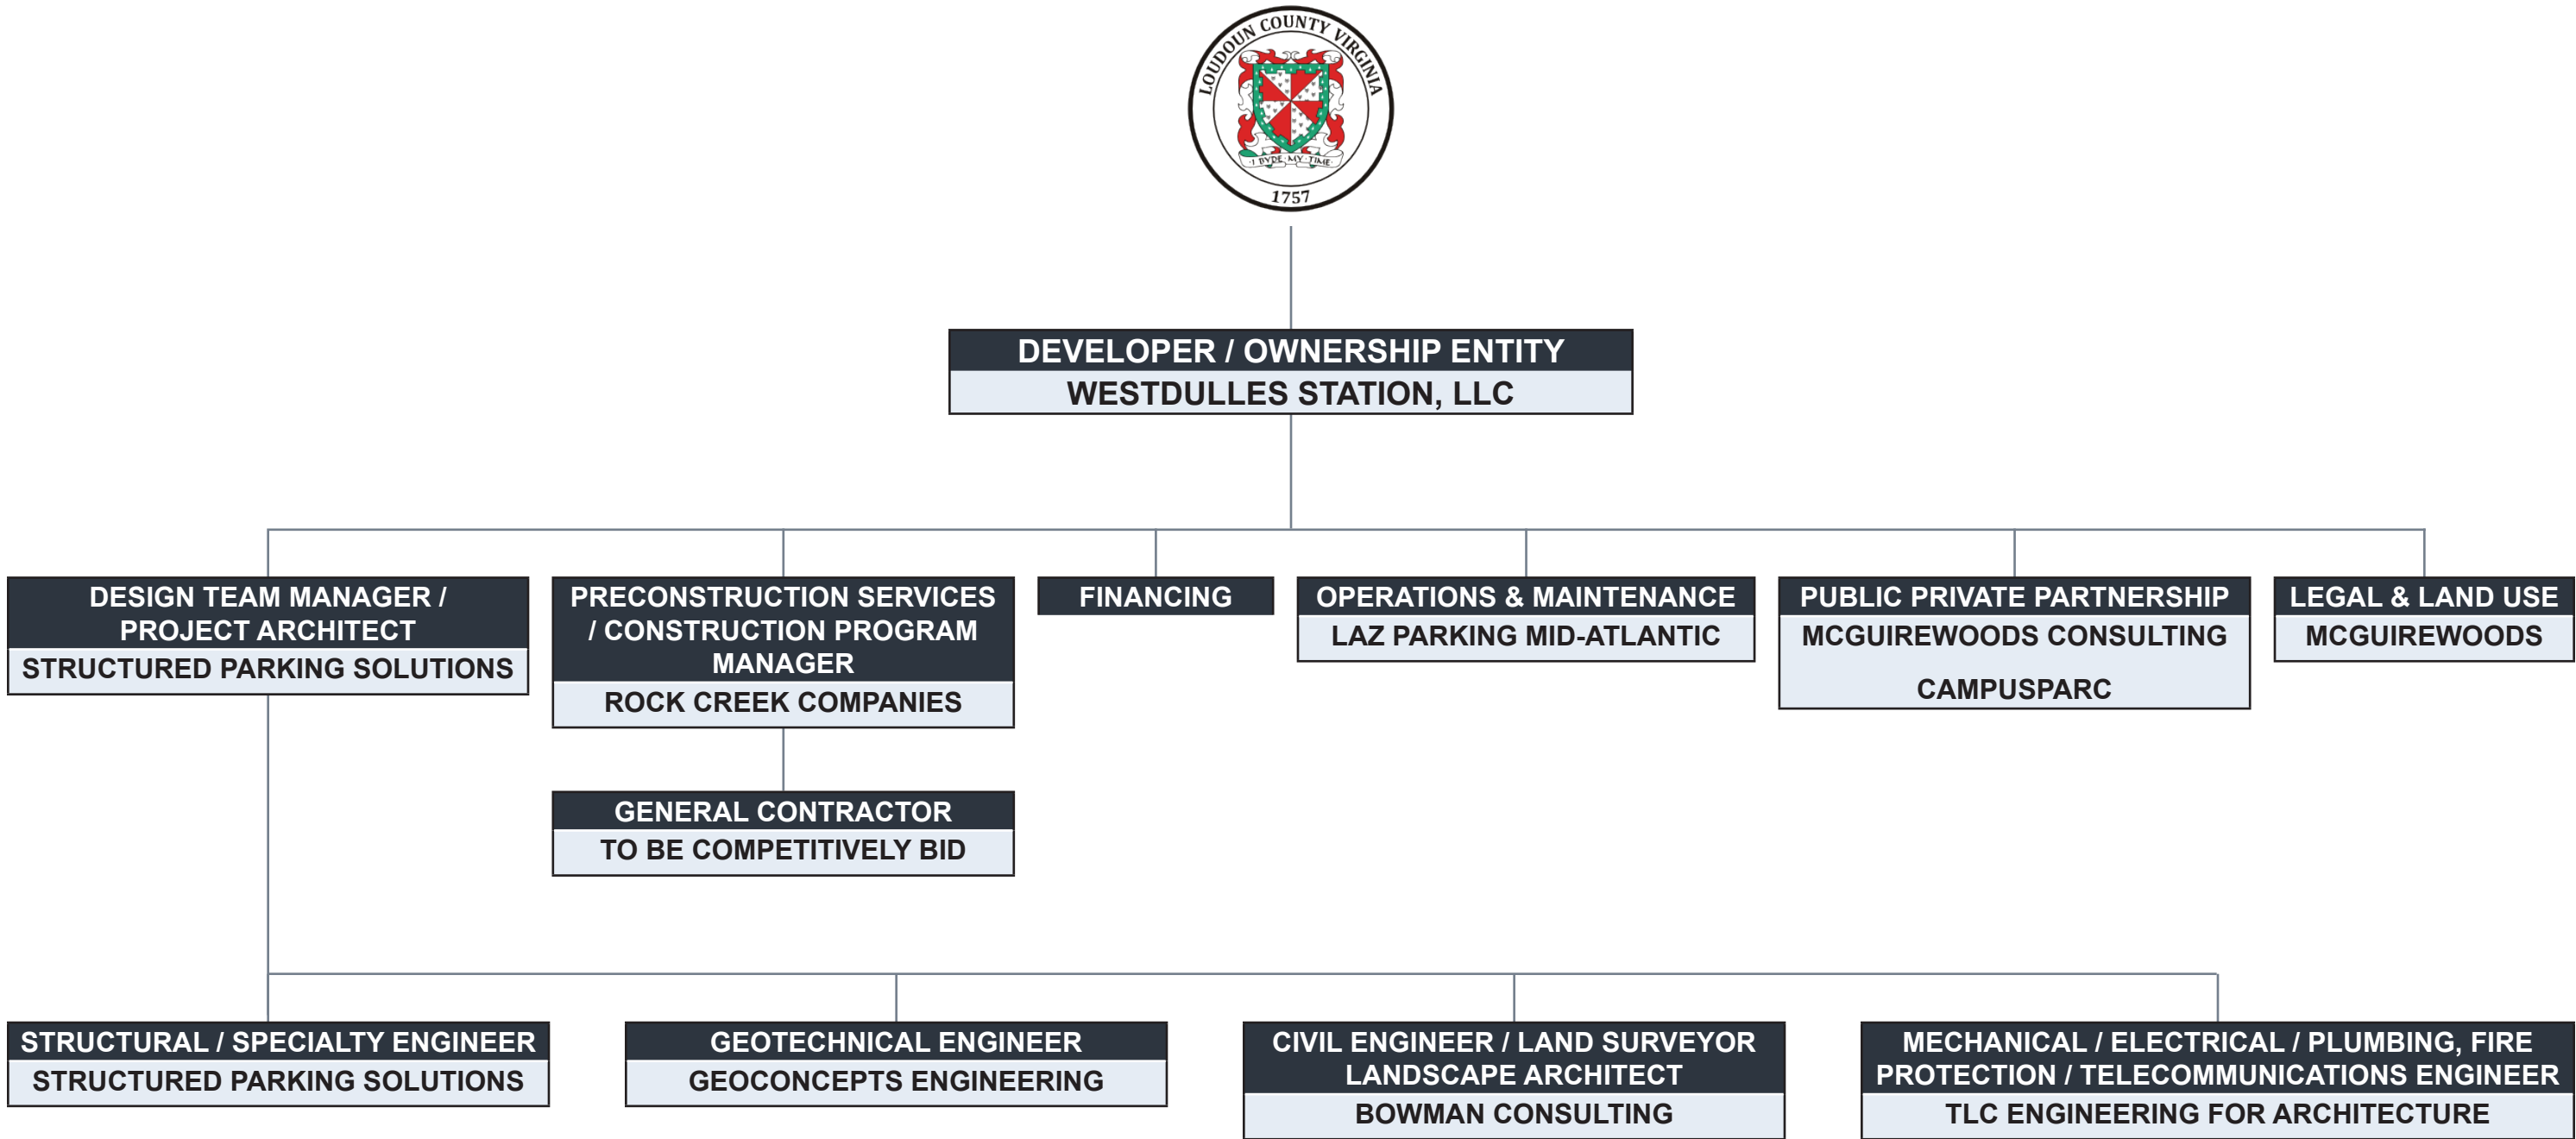 LOUDOUN COUNTY VIRGINIA
· I BYDE · MY · TIME ·
1757
DEVELOPER / OWNERSHIP ENTITY
WESTDULLES STATION, LLC
DESIGN TEAM MANAGER /
PROJECT ARCHITECT
STRUCTURED PARKING SOLUTIONS
PRECONSTRUCTION SERVICES
/ CONSTRUCTION PROGRAM
MANAGER
ROCK CREEK COMPANIES
FINANCING
OPERATIONS & MAINTENANCE
LAZ PARKING MID-ATLANTIC
PUBLIC PRIVATE PARTNERSHIP
MCGUIREWOODS CONSULTING
CAMPUSPARC
LEGAL & LAND USE
MCGUIREWOODS
GENERAL CONTRACTOR
TO BE COMPETITIVELY BID
STRUCTURAL / SPECIALTY ENGINEER
STRUCTURED PARKING SOLUTIONS
GEOTECHNICAL ENGINEER
GEOCONCEPTS ENGINEERING
CIVIL ENGINEER / LAND SURVEYOR
LANDSCAPE ARCHITECT
BOWMAN CONSULTING
MECHANICAL / ELECTRICAL / PLUMBING, FIRE
PROTECTION / TELECOMMUNICATIONS ENGINEER
TLC ENGINEERING FOR ARCHITECTURE